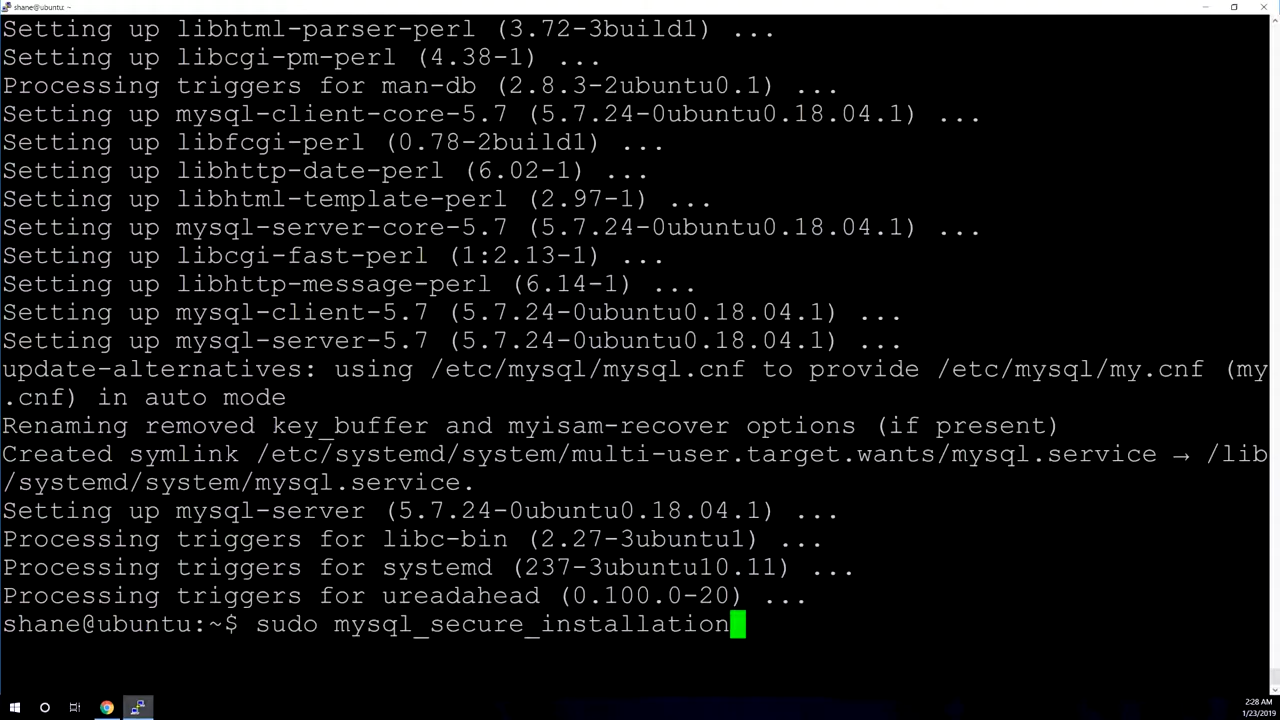 shane@ubuntu: ~
Setting up libhtml-parser-perl (3.72-3build1) ...
Setting up libcgi-pm-perl (4.38-1) ...
Processing triggers for man-db (2.8.3-2ubuntu0.1) ...
Setting up mysql-client-core-5.7 (5.7.24-0ubuntu0.18.04.1) ...
Setting up libfcgi-perl (0.78-2build1) ...
Setting up libhttp-date-perl (6.02-1) ...
Setting up libhtml-template-perl (2.97-1) ...
Setting up mysql-server-core-5.7 (5.7.24-0ubuntu0.18.04.1) ...
Setting up libcgi-fast-perl (1:2.13-1) ...
Setting up libhttp-message-perl (6.14-1) ...
Setting up mysql-client-5.7 (5.7.24-0ubuntu0.18.04.1) ...
Setting up mysql-server-5.7 (5.7.24-0ubuntu0.18.04.1) ...
update-alternatives: using /etc/mysql/mysql.cnf to provide /etc/mysql/my.cnf (my
.cnf) in auto mode
Renaming removed key_buffer and myisam-recover options (if present)
Created symlink /etc/systemd/system/multi-user.target.wants/mysql.service → /lib
/systemd/system/mysql.service.
Setting up mysql-server (5.7.24-0ubuntu0.18.04.1) ...
Processing triggers for libc-bin (2.27-3ubuntu1) ...
Processing triggers for systemd (237-3ubuntu10.11) ...
Processing triggers for ureadahead (0.100.0-20) ...
shane@ubuntu:~$ sudo mysql_secure_installation
2:28 AM
1/23/2019